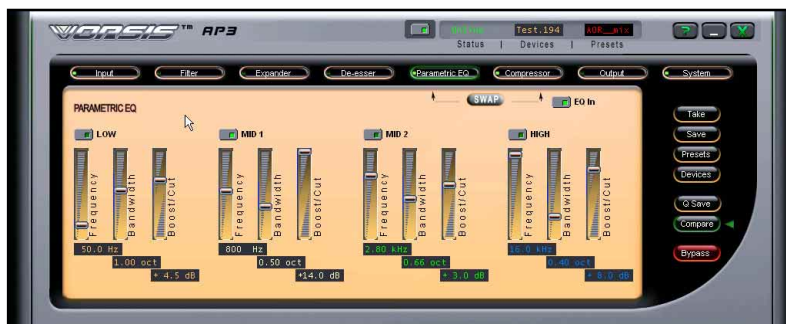 VORSIS™ AP3
Online Test.194 AOR__mix
Status | Devices | Presets
? _ X
Input Filter Expander De-esser Parametric EQ Compressor Output System
SWAP EQ In
PARAMETRIC EQ
LOW MID 1 MID 2 HIGH
Frequency Bandwidth Boost/Cut Frequency Bandwidth Boost/Cut Frequency Bandwidth Boost/Cut Frequency Bandwidth Boost/Cut
50.0 Hz 800 Hz 2.80 kHz 16.0 kHz
1.00 oct 0.50 oct 0.66 oct 0.40 oct
+ 4.5 dB +14.0 dB + 3.0 dB
Take
Save
Presets
Devices
Q Save
Compare
Bypass